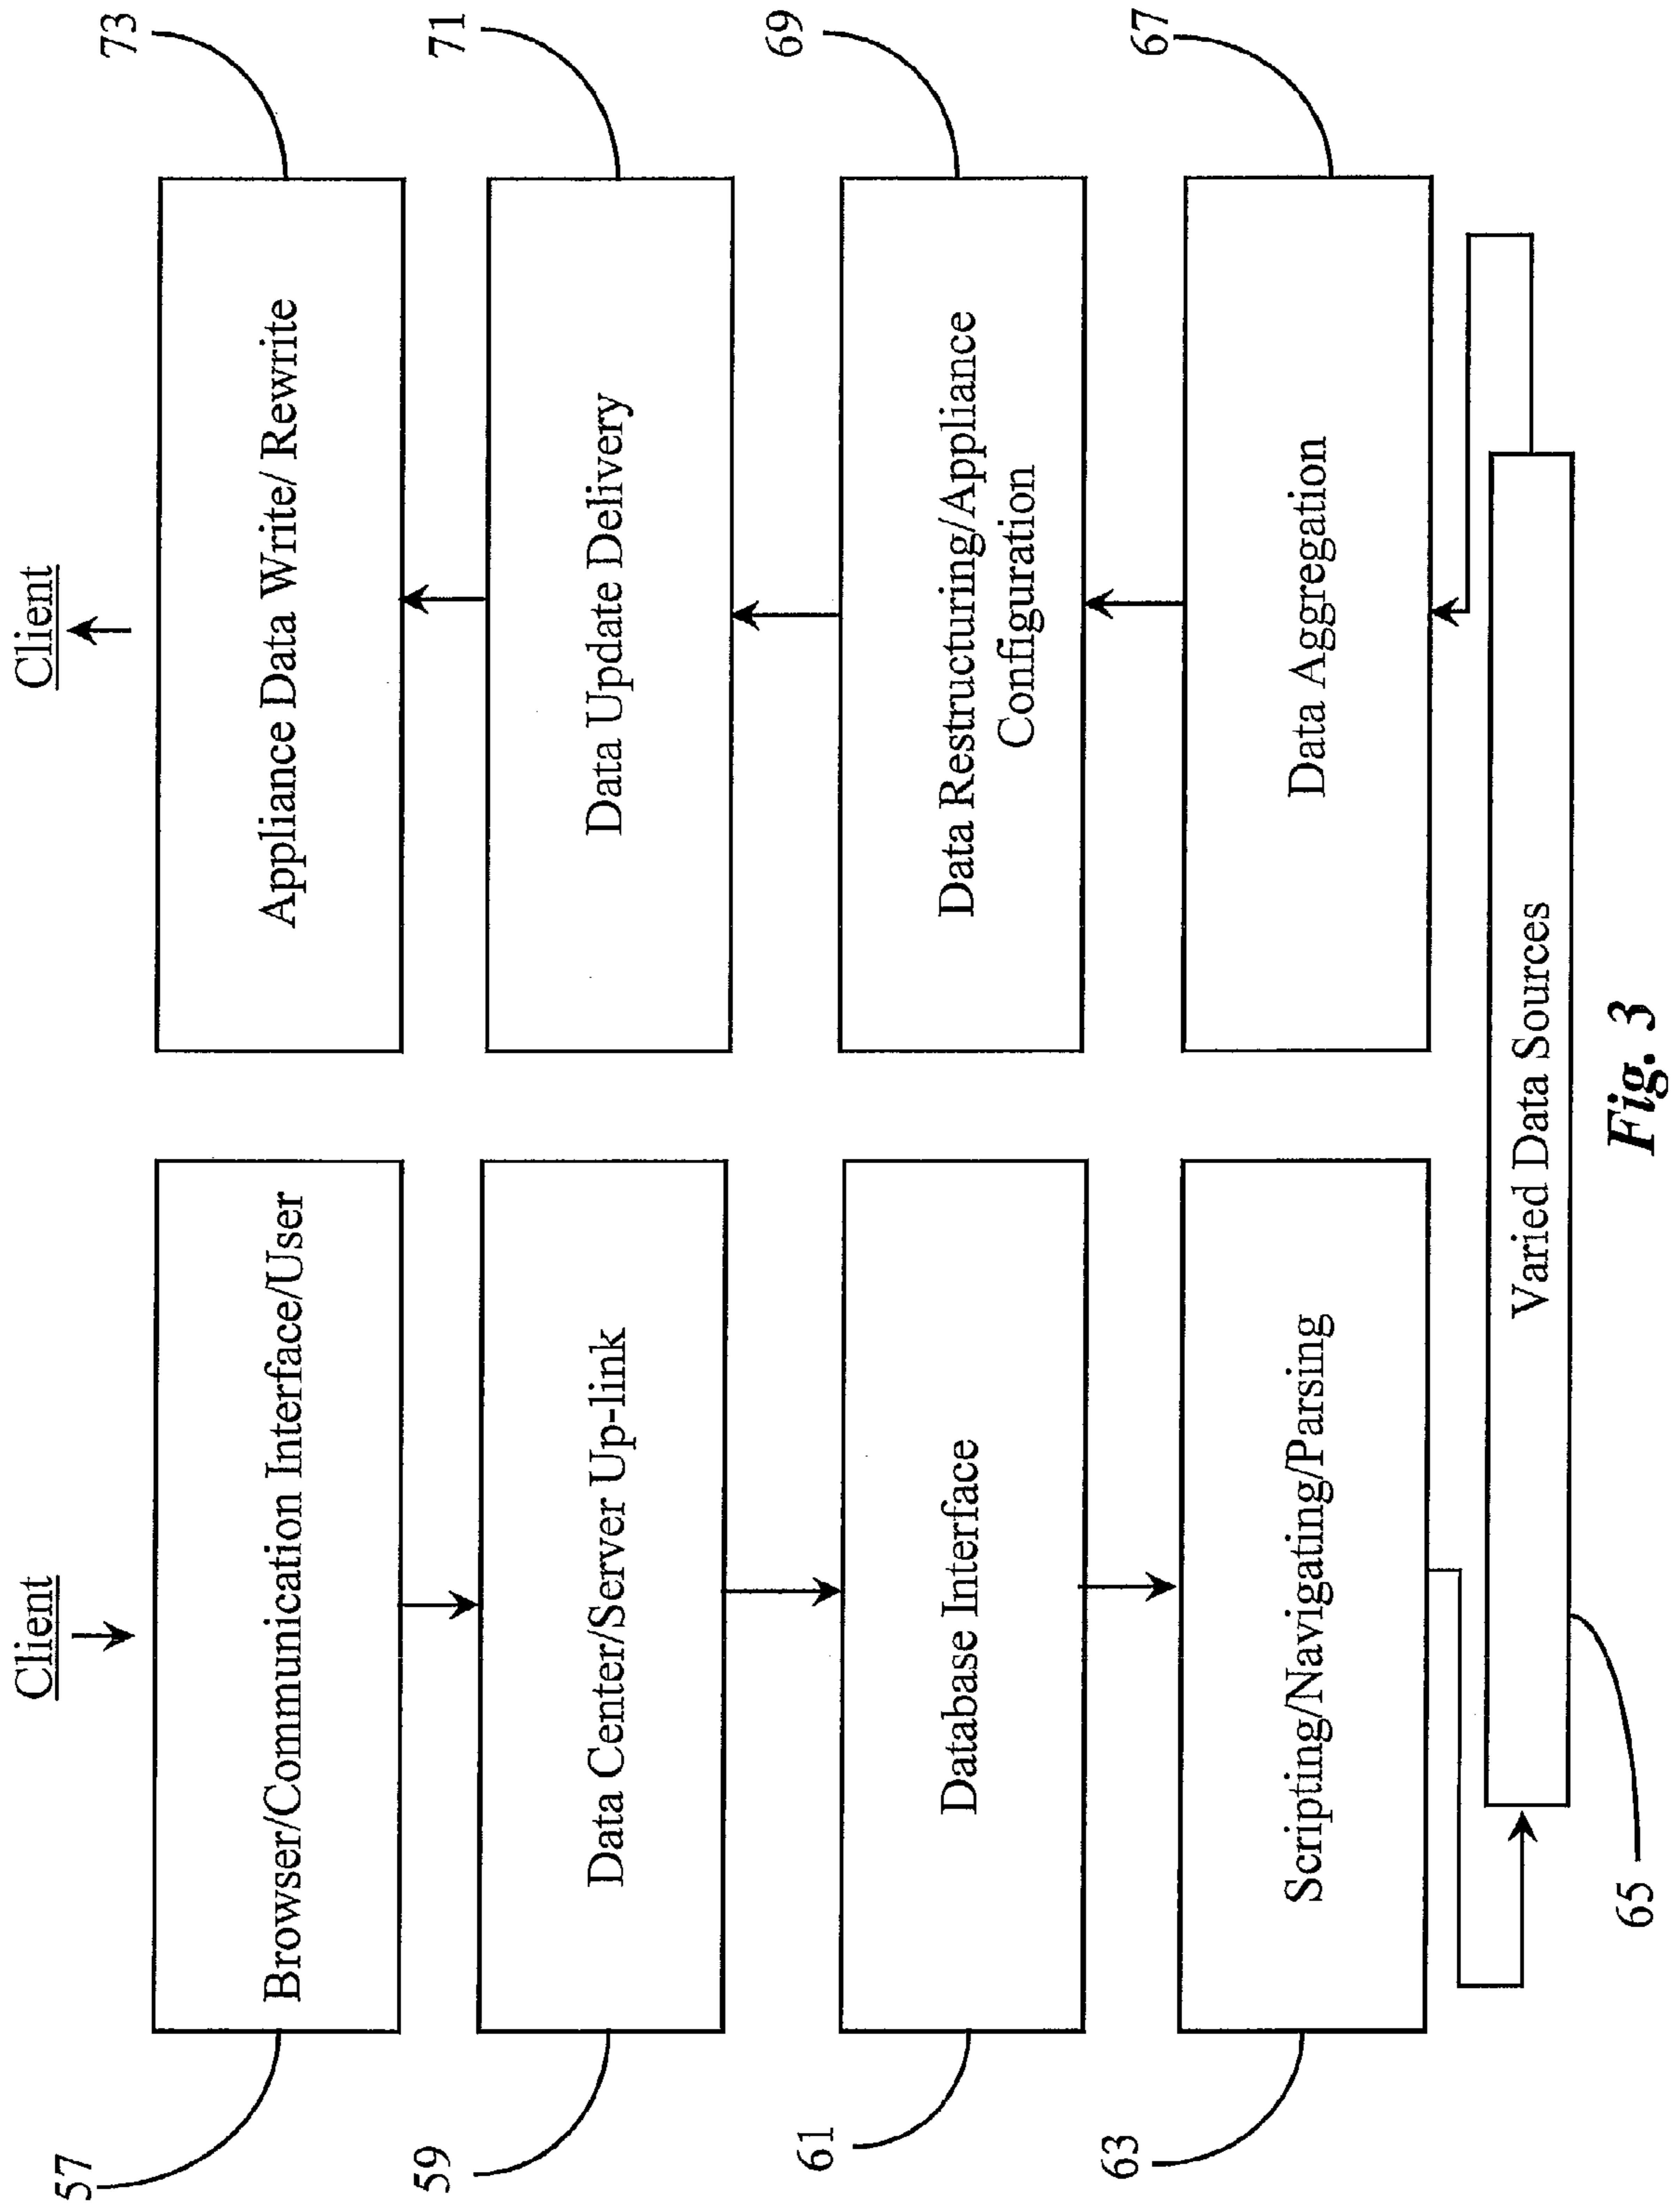 Client
Client
57
Browser/Communication Interface/User
Appliance Data Write/ Rewrite
73
59
Data Center/Server Up-link
Data Update Delivery
71
61
Database Interface
Data Restructuring/Appliance
Configuration
69
63
Scripting/Navigating/Parsing
Data Aggregation
67
65
Varied Data Sources
Fig. 3